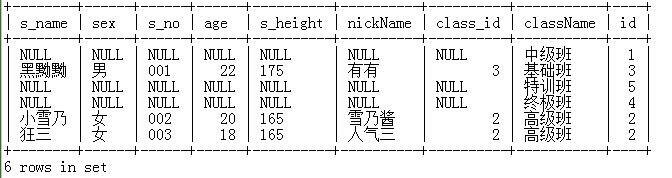 s_name | sex | s_no | age | s_height | nickName | class_id | className | id
NULL | NULL | NULL | NULL | NULL | NULL | NULL | 中级班 | 1
黑黝黝 | 男 | 001 | 22 | 175 | 有有 | 3 | 基础班 | 3
NULL | NULL | NULL | NULL | NULL | NULL | NULL | 特训班 | 5
NULL | NULL | NULL | NULL | NULL | NULL | NULL | 终极班 | 4
小雪乃 | 女 | 002 | 20 | 165 | 雪乃酱 | 2 | 高级班 | 2
狂三 | 女 | 003 | 18 | 165 | 人气三 | 2 | 高级班 | 2
6 rows in set